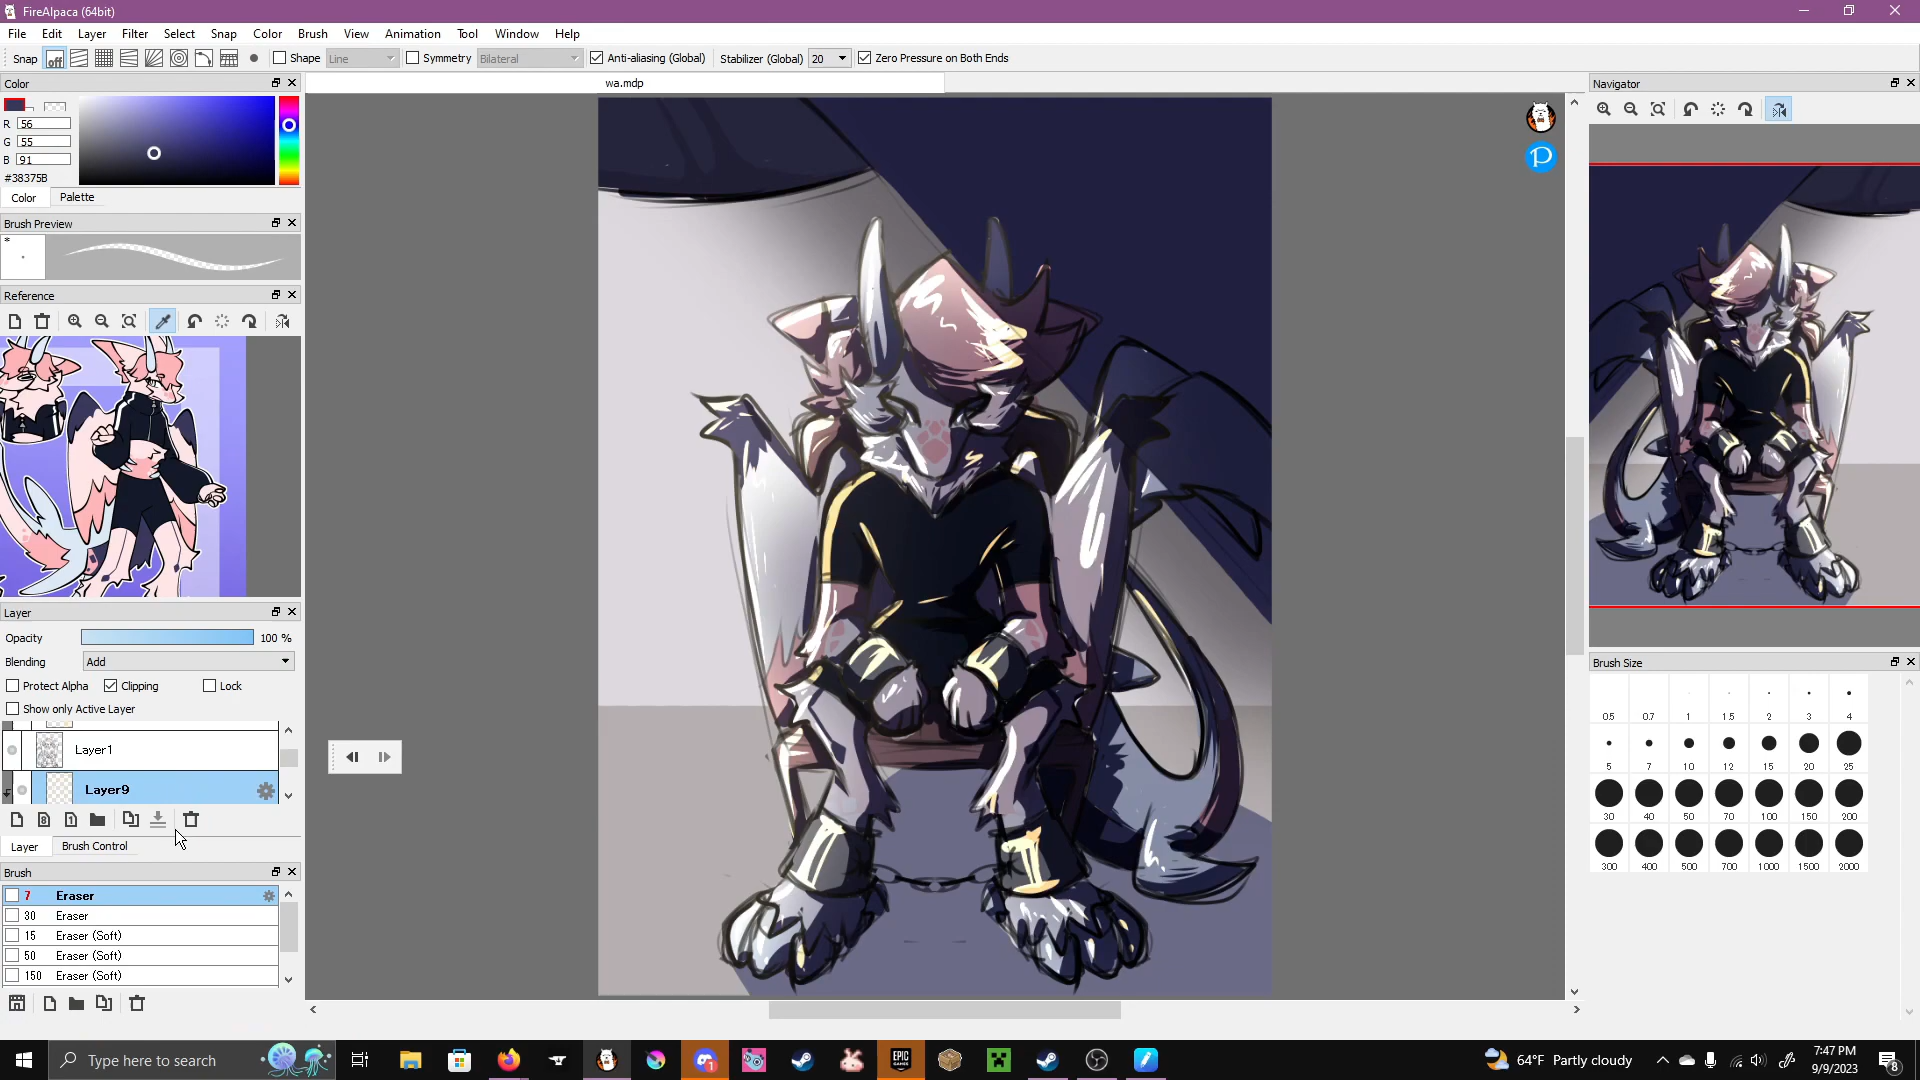 FireAlpaca (64bit)
File Edit Layer Filter Select Snap Color Brush View Animation Tool Window Help
Snap off Shape Line Symmetry Bilateral Anti-aliasing (Global) Stabilizer (Global) 20 Zero Pressure on Both Ends
Color
wa.mdp
Navigator
R 56
G 55
B 91
#38375B
Color Palette
Brush Preview
*
Reference
Layer
Opacity 100 %
Blending Add
Protect Alpha Clipping Lock
Show only Active Layer
Layer1
Layer9
Layer Brush Control
Brush
7 Eraser
30 Eraser
15 Eraser (Soft)
50 Eraser (Soft)
150 Eraser (Soft)
Brush Size
0.5 0.7 1 1.5 2 3 4
5 7 10 12 15 20 25
30 40 50 70 100 150 200
300 400 500 700 1000 1500 2000
Type here to search
EPIC GAMES
64°F Partly cloudy
7:47 PM
9/9/2023
8